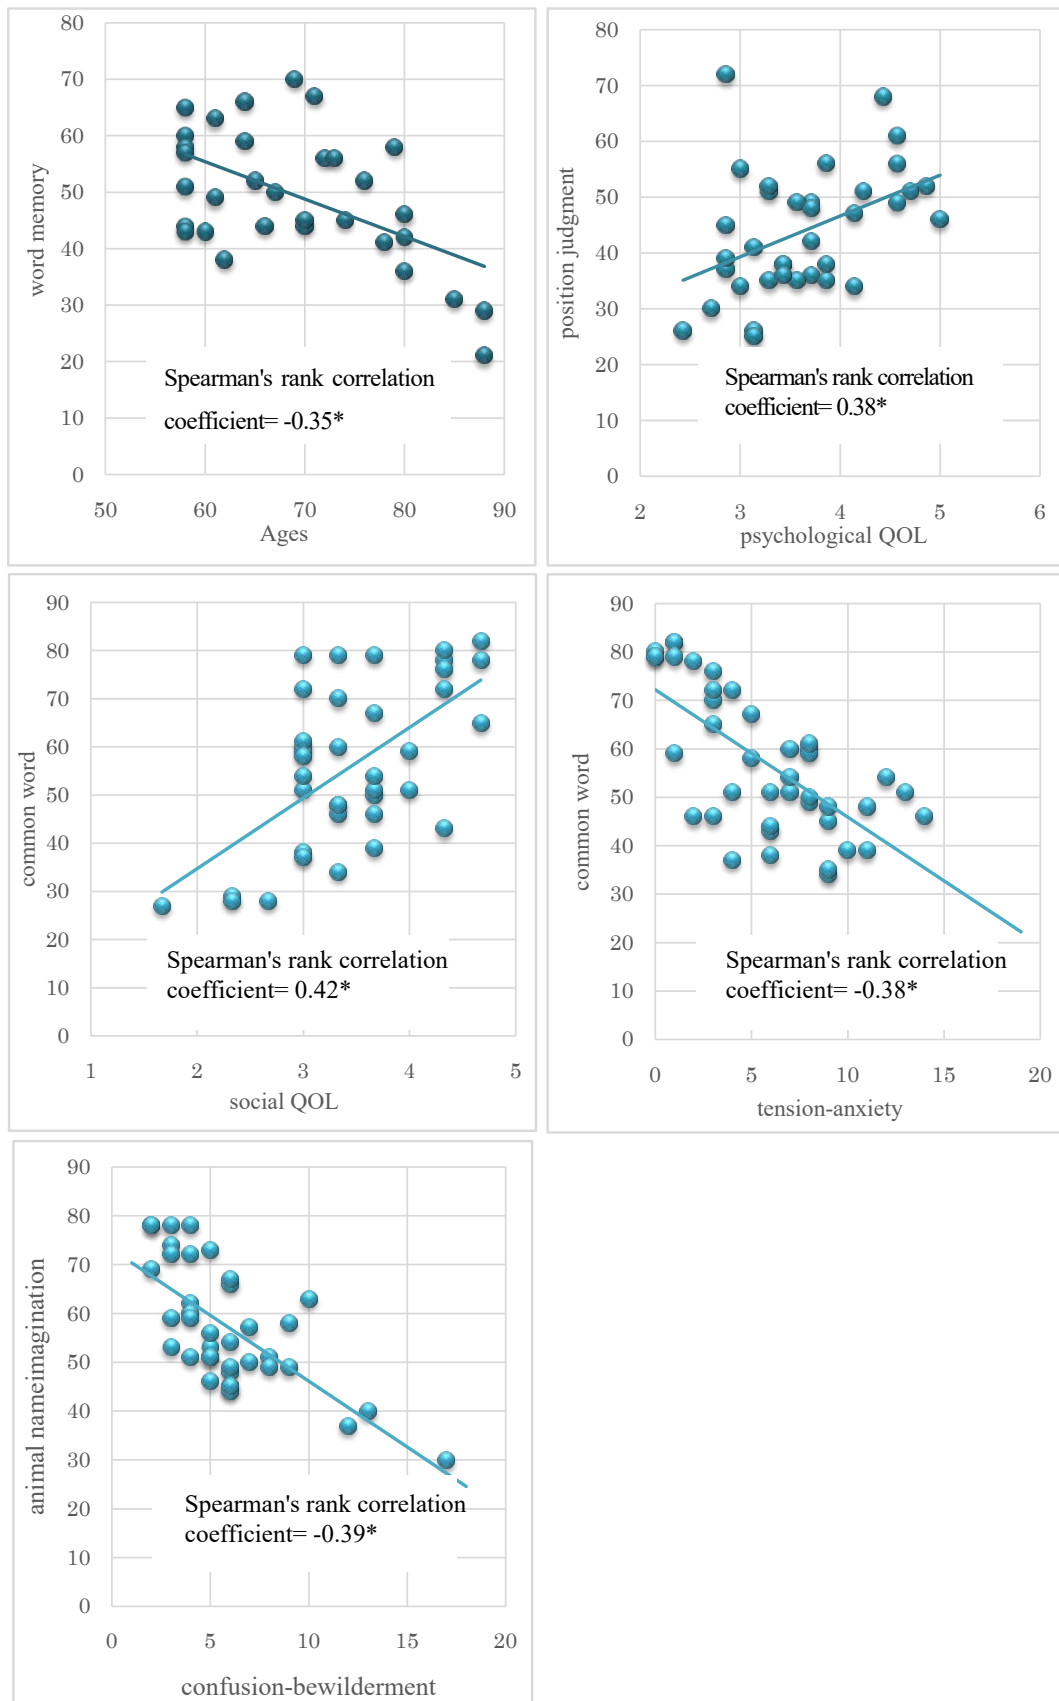 80
70
60
50
40
30
20
10
0
word memory
Spearman's rank correlation
coefficient= -0.35*
50 60 70 80 90
Ages
80
70
60
50
40
30
20
10
0
position judgment
Spearman's rank correlation
coefficient= 0.38*
2 3 4 5 6
psychological QOL
90
80
70
60
50
40
30
20
10
0
common word
Spearman's rank correlation
coefficient= 0.42*
1 2 3 4 5
social QOL
90
80
70
60
50
40
30
20
10
0
common word
Spearman's rank correlation
coefficient= -0.38*
0 5 10 15 20
tension-anxiety
90
80
70
60
50
40
30
20
10
0
animal nameimagination
Spearman's rank correlation
coefficient= -0.39*
0 5 10 15 20
confusion-bewilderment